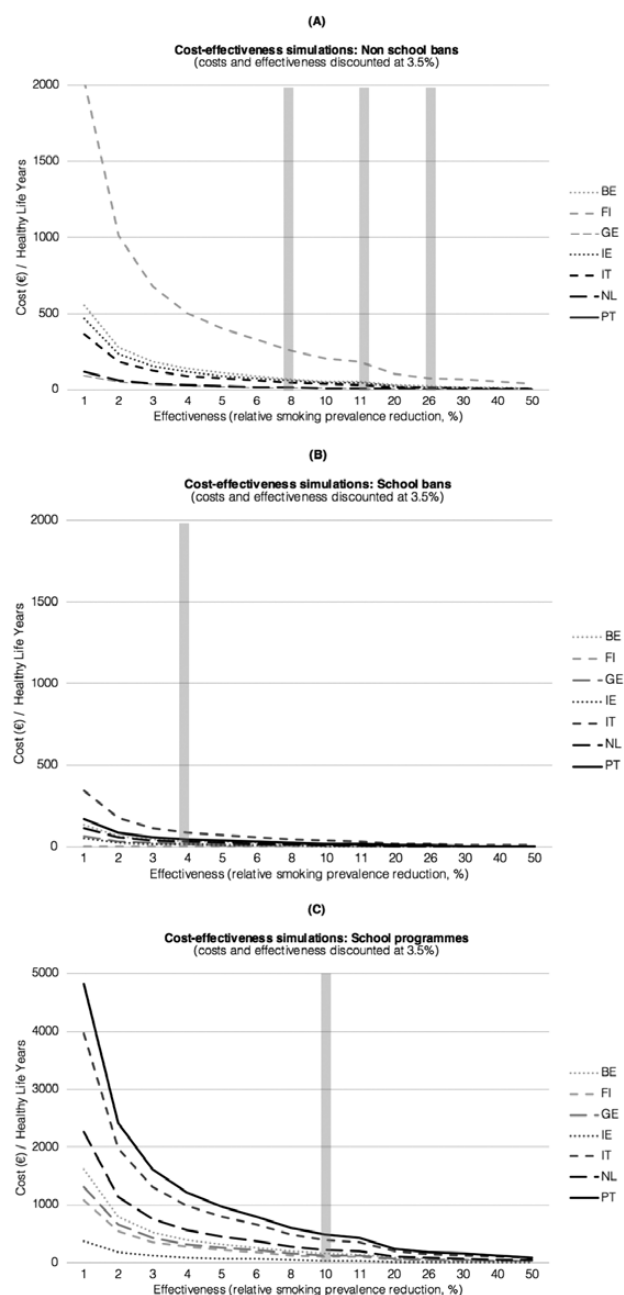 (A)
Cost-effectiveness simulations: Non school bans
(costs and effectiveness discounted at 3.5%)
2000
1500
1000
500
0
Cost (€) / Healthy Life Years
1 2 3 4 5 6 8 10 11 20 26 30 40 50
Effectiveness (relative smoking prevalence reduction, %)
BE
FI
GE
IE
IT
NL
PT
(B)
Cost-effectiveness simulations: School bans
(costs and effectiveness discounted at 3.5%)
2000
1500
1000
500
0
Cost (€) / Healthy Life Years
1 2 3 4 5 6 8 10 11 20 26 30 40 50
Effectiveness (relative smoking prevalence reduction, %)
BE
FI
GE
IE
IT
NL
PT
(C)
Cost-effectiveness simulations: School programmes
(costs and effectiveness discounted at 3.5%)
5000
4000
3000
2000
1000
0
Cost (€) / Healthy Life Years
1 2 3 4 5 6 8 10 11 20 26 30 40 50
Effectiveness (relative smoking prevalence reduction, %)
BE
FI
GE
IE
IT
NL
PT